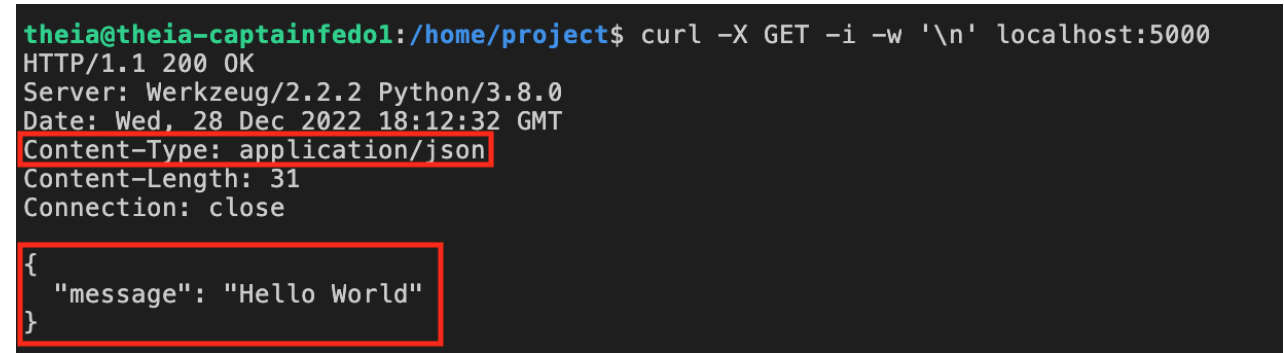 theia@theia-captainfedo1:/home/project$ curl -X GET -i -w '\n' localhost:5000
HTTP/1.1 200 OK
Server: Werkzeug/2.2.2 Python/3.8.0
Date: Wed, 28 Dec 2022 18:12:32 GMT
Content-Type: application/json
Content-Length: 31
Connection: close
{
  "message": "Hello World"
}